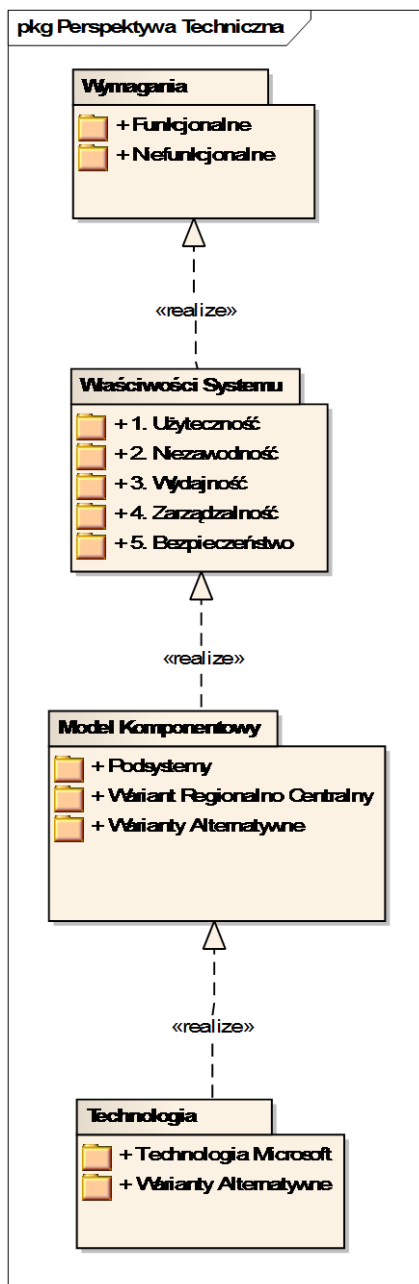 pkg Perspektywa Techniczna
Wymagania
+ Funkcjonalne
+ Niefunkcjonalne
«realize»
Właściwości Systemu
+ 1. Użyteczność
+ 2. Niezawodność
+ 3. Wydajność
+ 4. Zarządzalność
+ 5. Bezpieczeństwo
«realize»
Model Komponentowy
+ Podsystemy
+ Wariant Regionalno Centralny
+ Warianty Alternatywne
«realize»
Technologia
+ Technologia Microsoft
+ Warianty Alternatywne